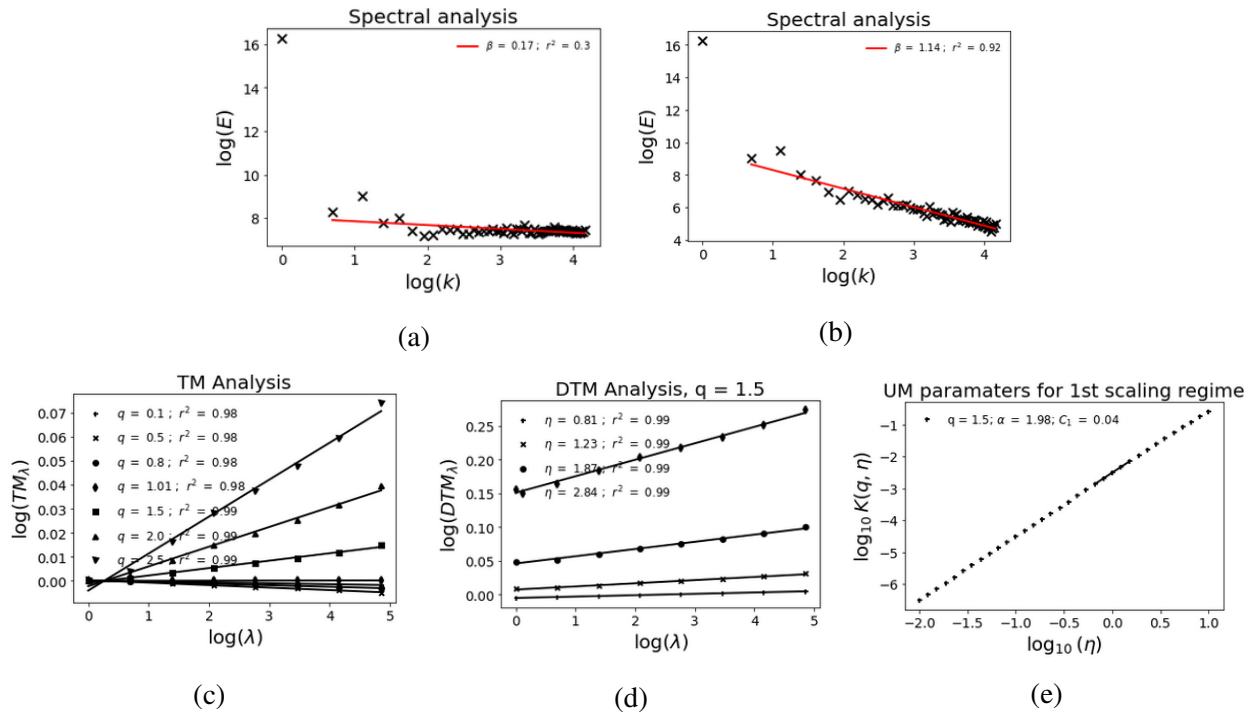 Spectral analysis
β = 0.17 ; r² = 0.3
log(E)
16
14
12
10
8
0
1
2
3
4
log(k)
(a)
Spectral analysis
β = 1.14 ; r² = 0.92
log(E)
16
14
12
10
8
6
4
0
1
2
3
4
log(k)
(b)
TM Analysis
q = 0.1 ; r² = 0.98
q = 0.5 ; r² = 0.98
q = 0.8 ; r² = 0.98
q = 1.01 ; r² = 0.98
q = 1.5 ; r² = 0.99
q = 2.0 ; r² = 0.99
q = 2.5 ; r² = 0.99
log(TMλ)
0.07
0.06
0.05
0.04
0.03
0.02
0.01
0.00
0
1
2
3
4
5
log(λ)
(c)
DTM Analysis, q = 1.5
η = 0.81 ; r² = 0.99
η = 1.23 ; r² = 0.99
η = 1.87 ; r² = 0.99
η = 2.84 ; r² = 0.99
log(DTMλ)
0.25
0.20
0.15
0.10
0.05
0.00
0
1
2
3
4
5
log(λ)
(d)
UM paramaters for 1st scaling regime
q = 1.5; α = 1.98; C₁ = 0.04
log₁₀ K(q, η)
−1
−2
−3
−4
−5
−6
−2.0
−1.5
−1.0
−0.5
0.0
0.5
1.0
log₁₀ (η)
(e)